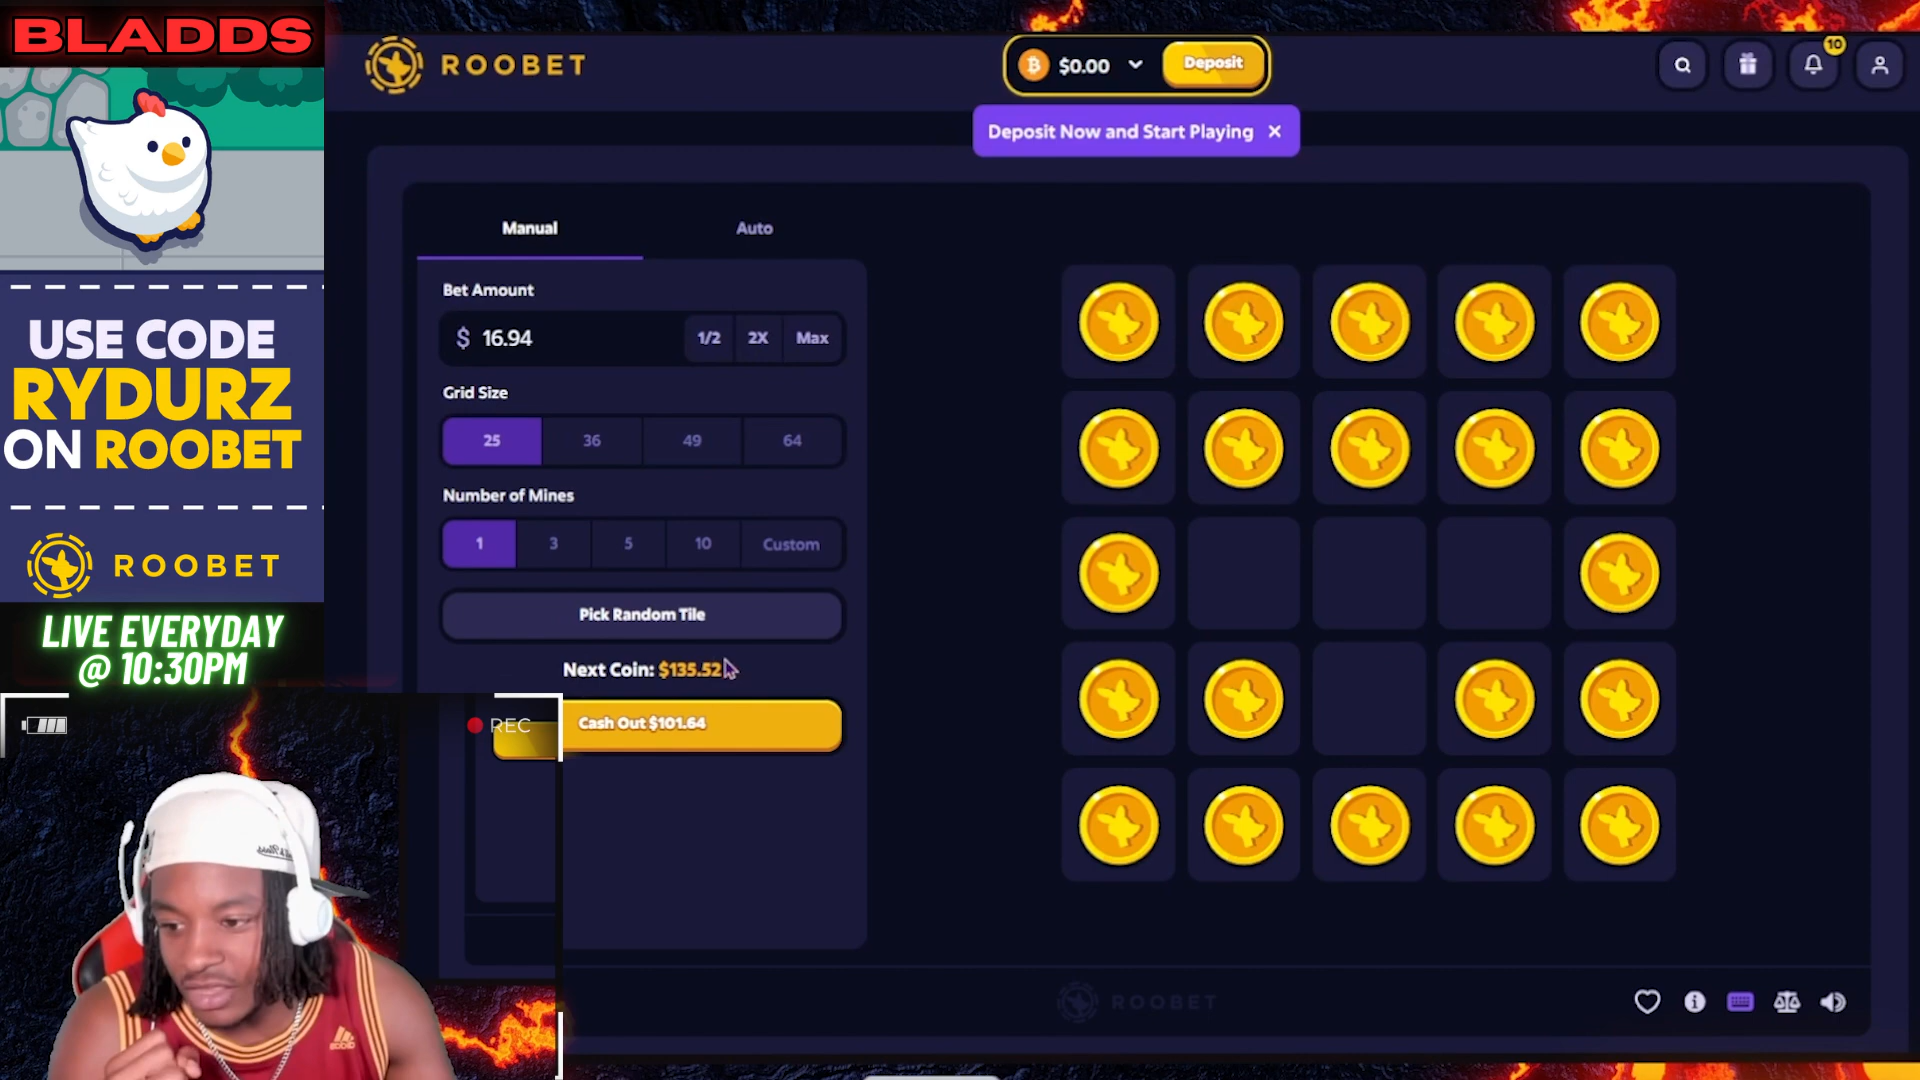 BLADDS
USE CODE
RYDURZ
ON ROOBET
ROOBET
LIVE EVERYDAY
@ 10:30PM
REC
ROOBET
$0.00
Deposit
10
Deposit Now and Start Playing
Manual
Auto
Bet Amount
$ 16.94
1/2
2X
Max
Grid Size
25
36
49
64
Number of Mines
1
3
5
10
Custom
Pick Random Tile
Next Coin: $135.52
Cash Out $101.64
ROOBET